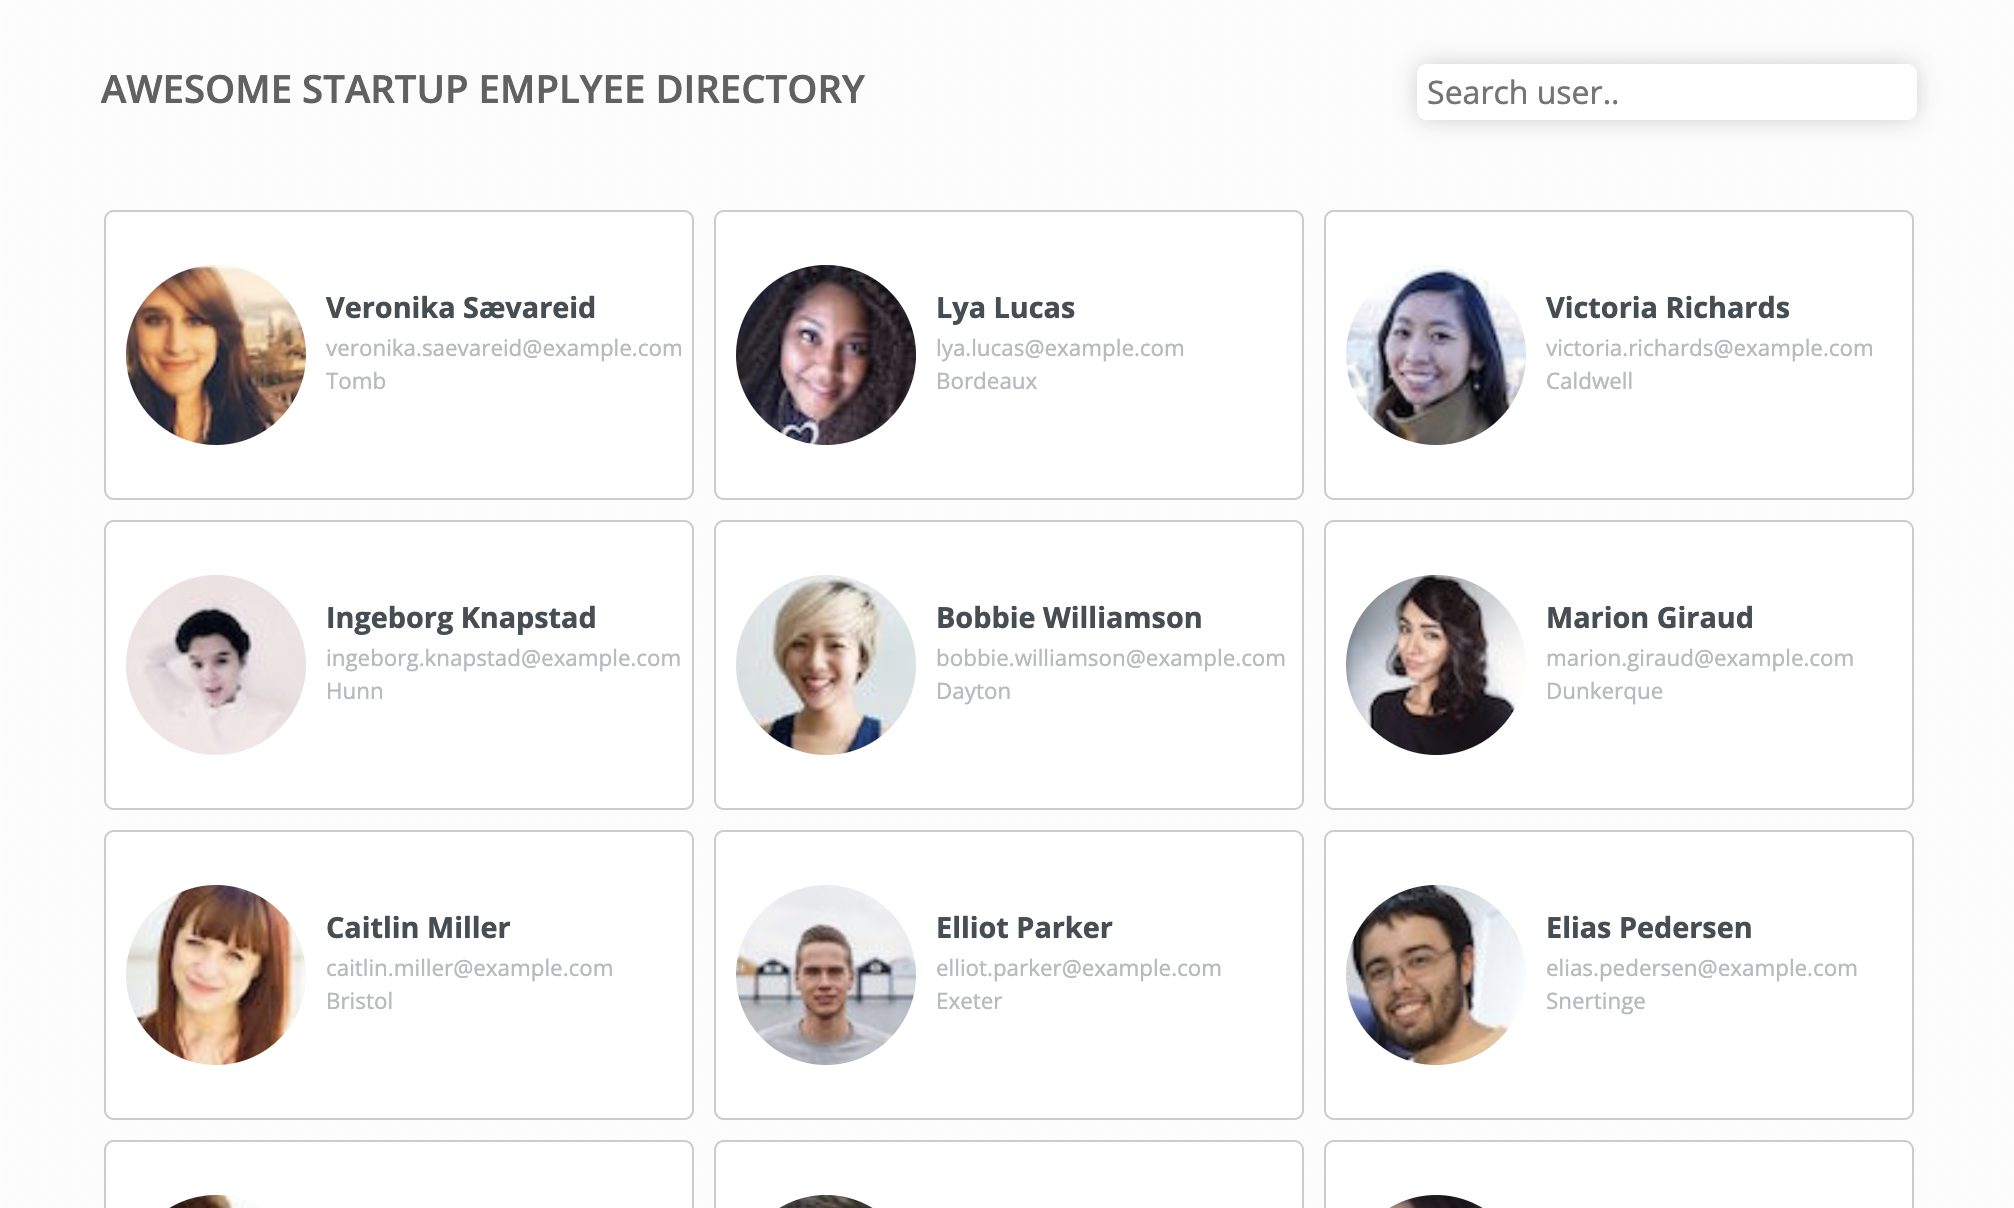 AWESOME STARTUP EMPLYEE DIRECTORY
Search user..
Veronika Sævareid
veronika.saevareid@example.com
Tomb
Lya Lucas
lya.lucas@example.com
Bordeaux
Victoria Richards
victoria.richards@example.com
Caldwell
Ingeborg Knapstad
ingeborg.knapstad@example.com
Hunn
Bobbie Williamson
bobbie.williamson@example.com
Dayton
Marion Giraud
marion.giraud@example.com
Dunkerque
Caitlin Miller
caitlin.miller@example.com
Bristol
Elliot Parker
elliot.parker@example.com
Exeter
Elias Pedersen
elias.pedersen@example.com
Snertinge